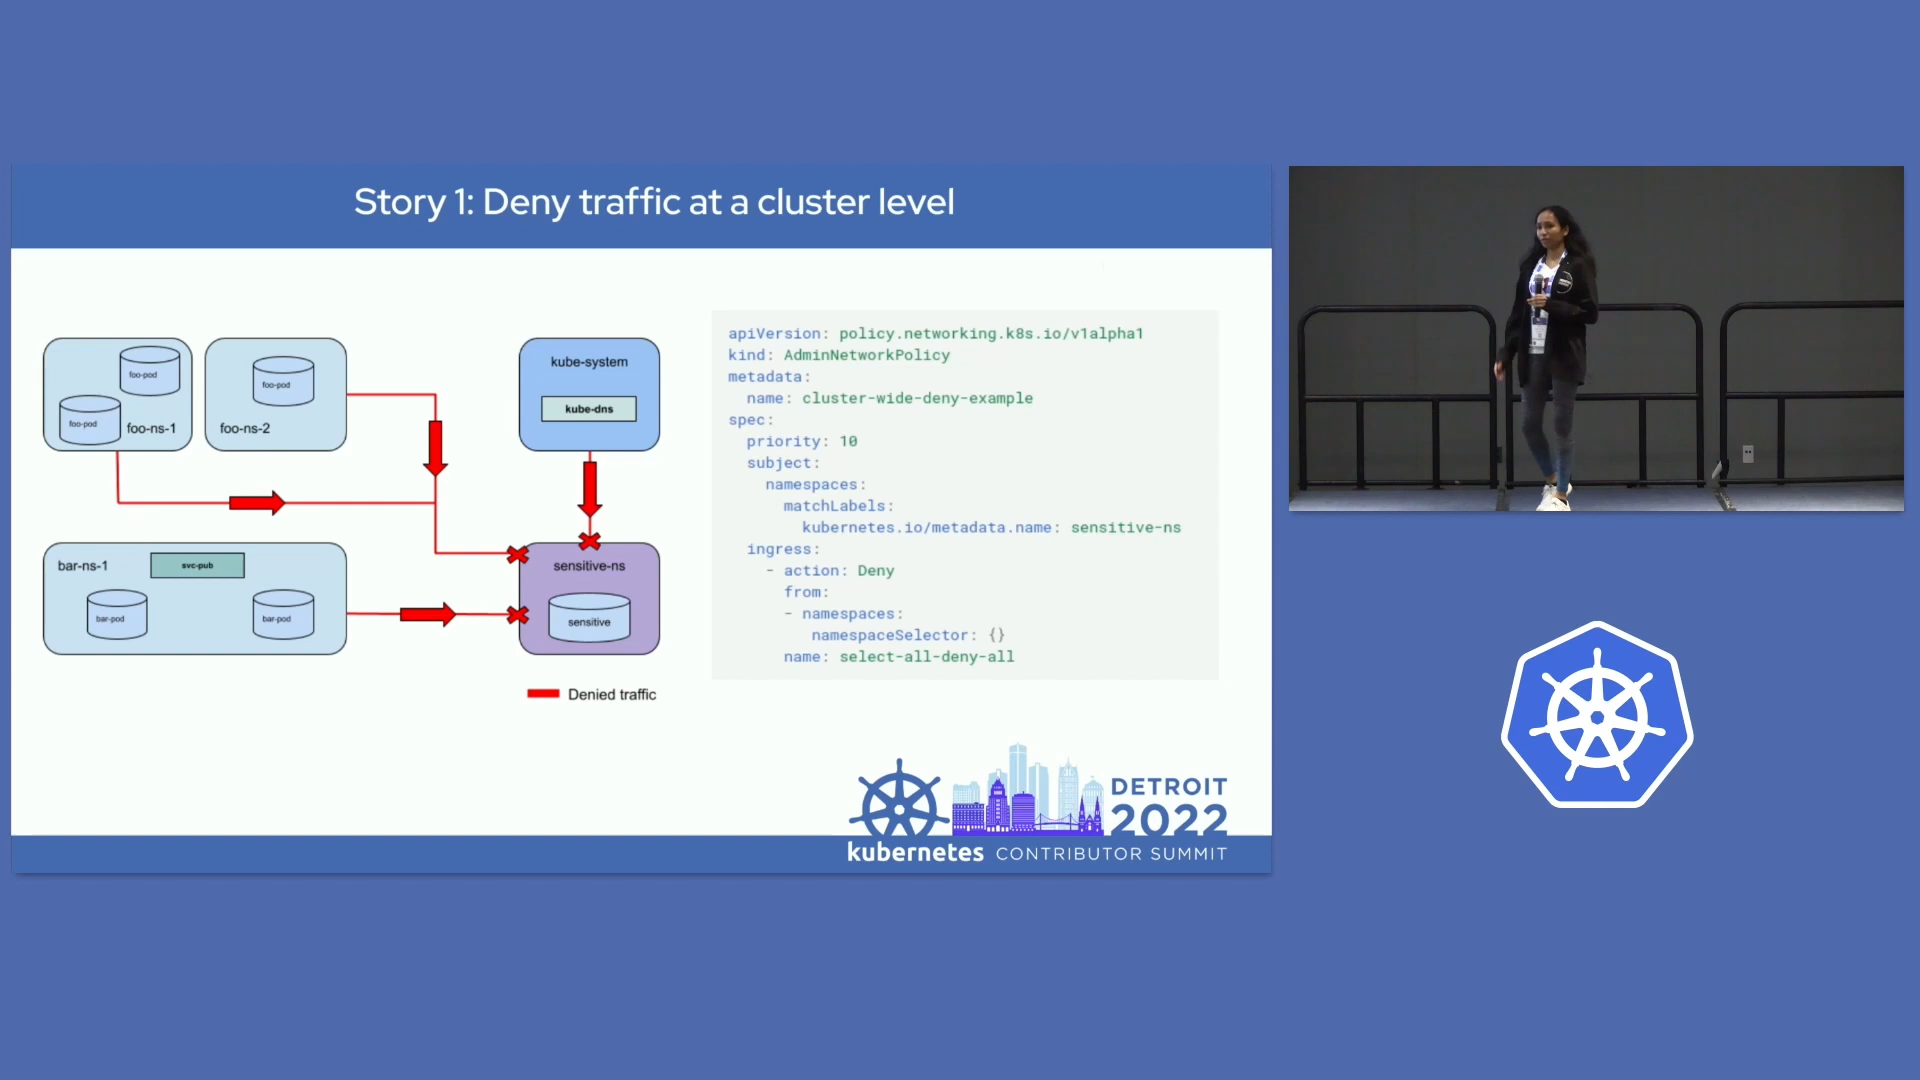 Story 1: Deny traffic at a cluster level
foo-pod
foo-pod
foo-ns-1
foo-pod
foo-ns-2
kube-system
kube-dns
bar-ns-1
svc-pub
bar-pod
bar-pod
sensitive-ns
sensitive
Denied traffic
apiVersion: policy.networking.k8s.io/v1alpha1
kind: AdminNetworkPolicy
metadata:
name: cluster-wide-deny-example
spec:
priority: 10
subject:
namespaces:
matchLabels:
kubernetes.io/metadata.name: sensitive-ns
ingress:
- action: Deny
from:
- namespaces:
namespaceSelector: {}
name: select-all-deny-all
DETROIT
2022
kubernetes CONTRIBUTOR SUMMIT